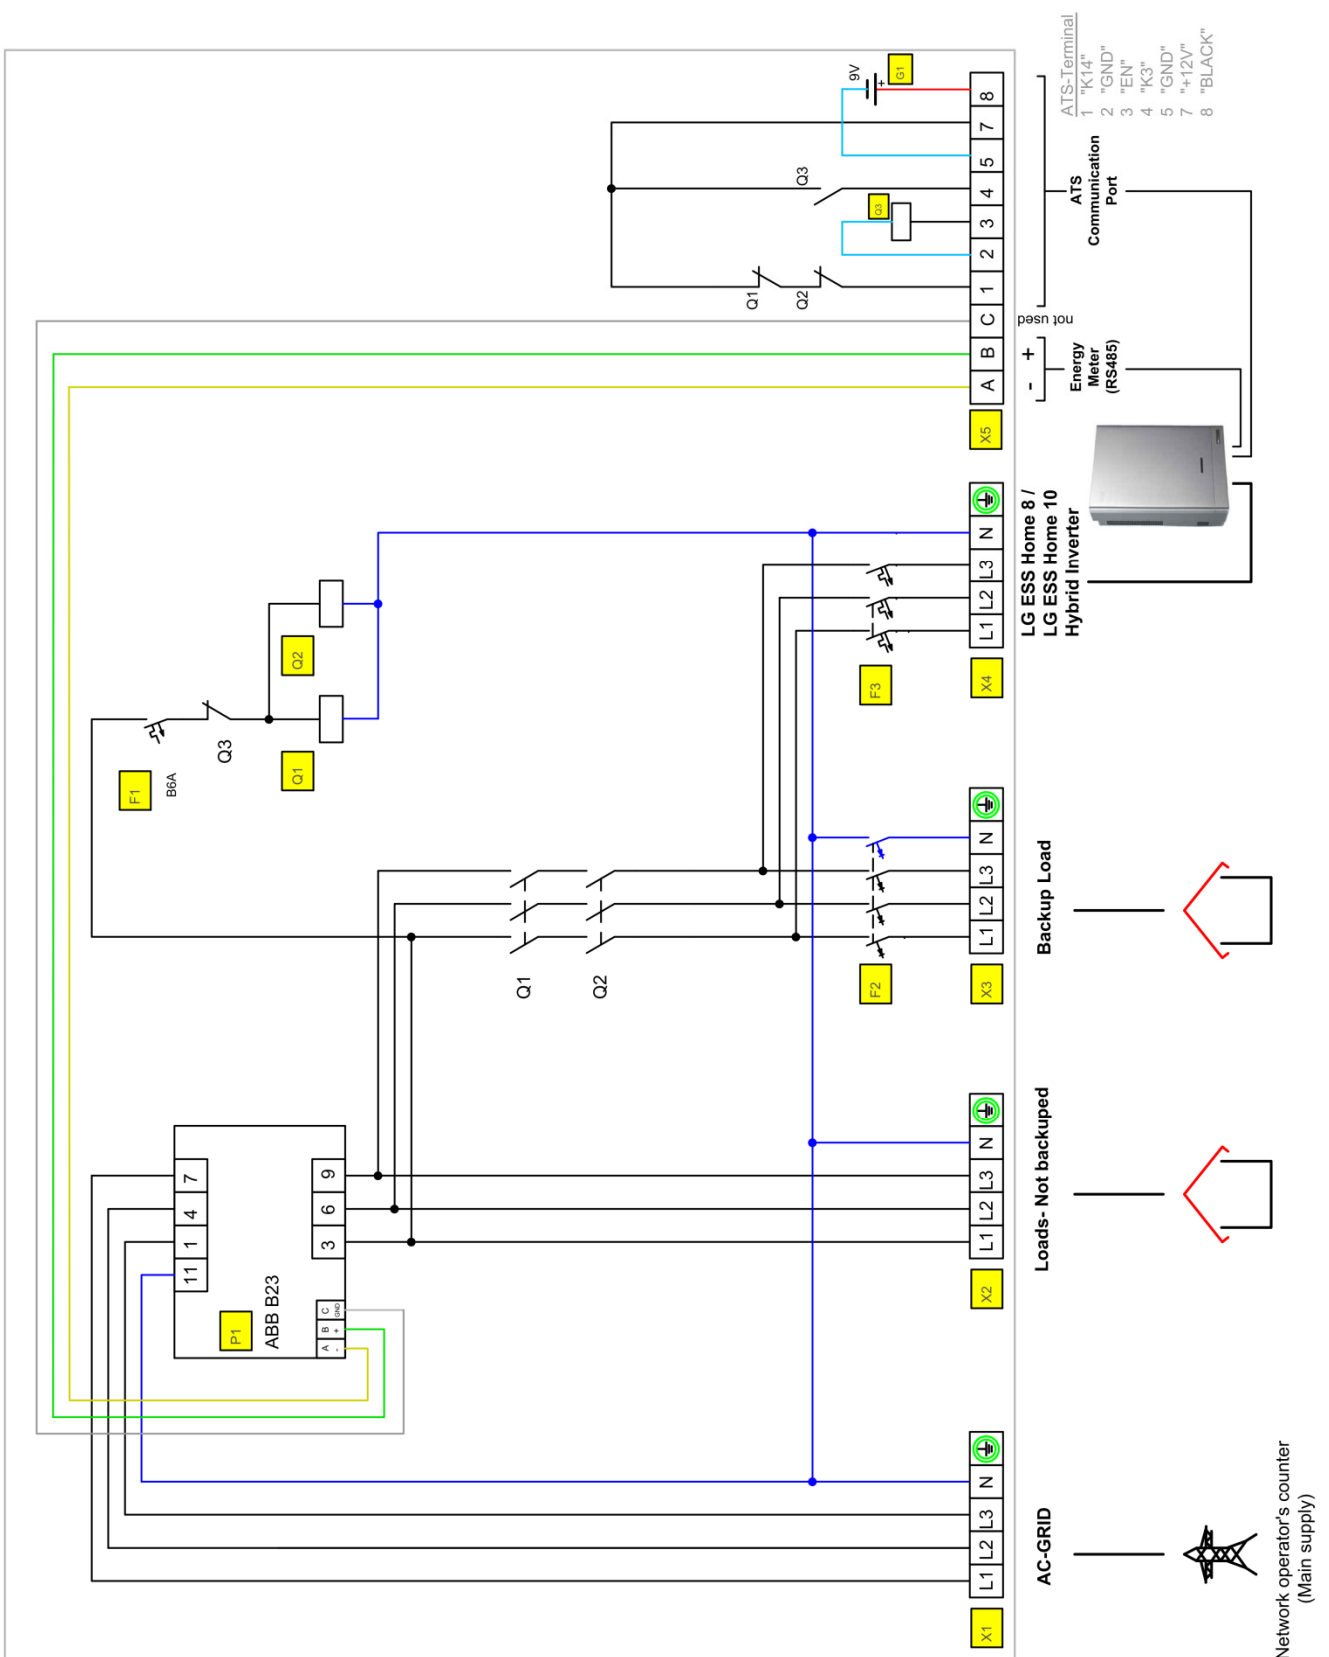 X1
L1
L2
L3
N
AC-GRID
Network operator's counter
(Main supply)
P1
ABB B23
11
1
4
7
3
6
9
A
B
C
-
+
GND
X2
L1
L2
L3
N
Loads- Not backuped
X3
L1
L2
L3
N
Backup Load
F2
Q1
Q2
F1
B6A
Q3
Q1
Q2
F3
X4
L1
L2
L3
N
LG ESS Home 8 /
LG ESS Home 10
Hybrid Inverter
X5
A
B
C
1
2
3
4
5
7
8
-
+
Energy
Meter
(RS485)
not used
Q1
Q2
Q3
Q3
9V
+
G1
ATS
Communication
Port
ATS-Terminal
1 "K14"
2 "GND"
3 "EN"
4 "K3"
5 "GND"
7 "+12V"
8 "BLACK"